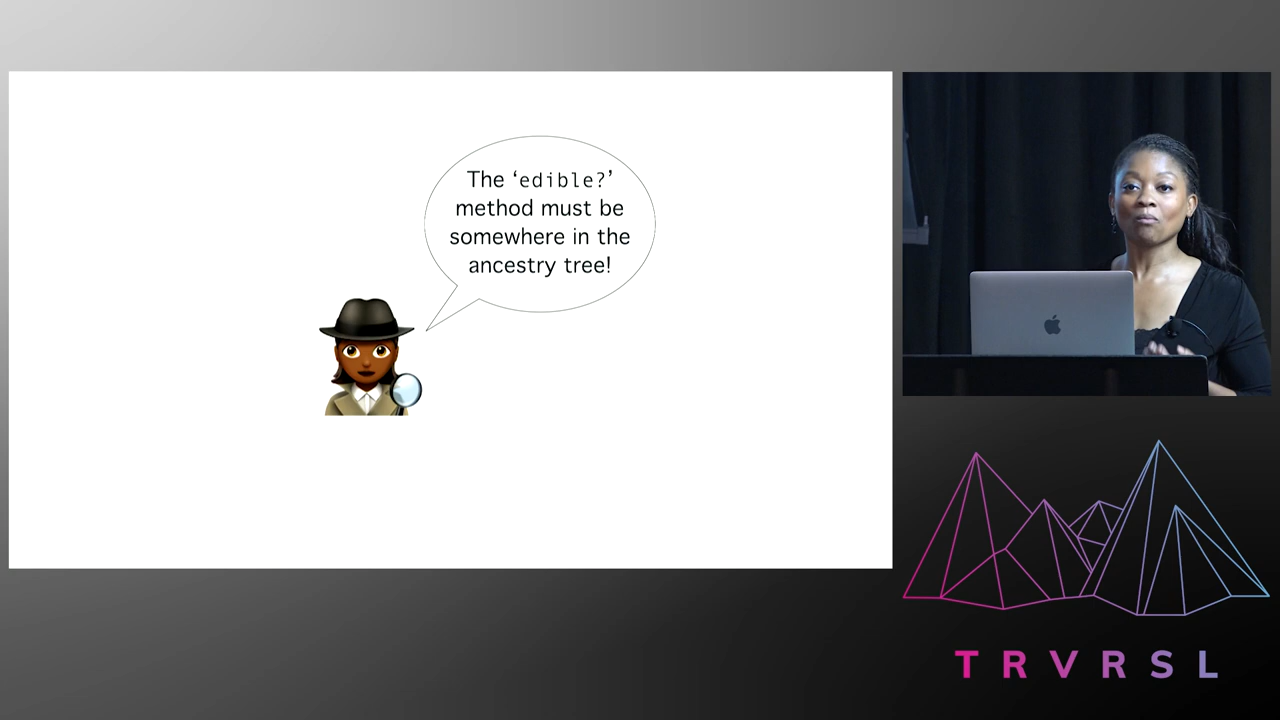 The ‘edible?’
method must be
somewhere in the
ancestry tree!
TRVRSL